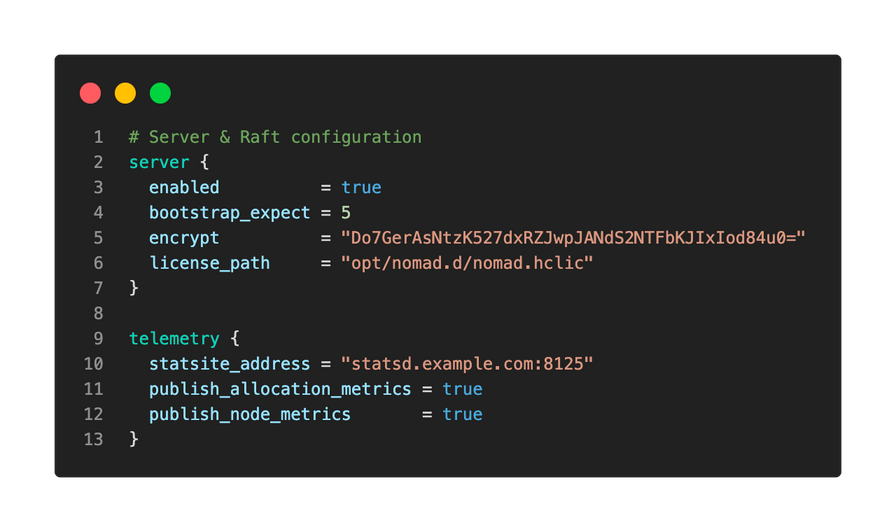 1 # Server & Raft configuration
2 server {
3   enabled          = true
4   bootstrap_expect = 5
5   encrypt          = "Do7GerAsNtzK527dxRZJwpJANdS2NTFbKJIxIod84u0="
6   license_path     = "opt/nomad.d/nomad.hclic"
7 }
8
9 telemetry {
10   statsite_address = "statsd.example.com:8125"
11   publish_allocation_metrics = true
12   publish_node_metrics       = true
13 }